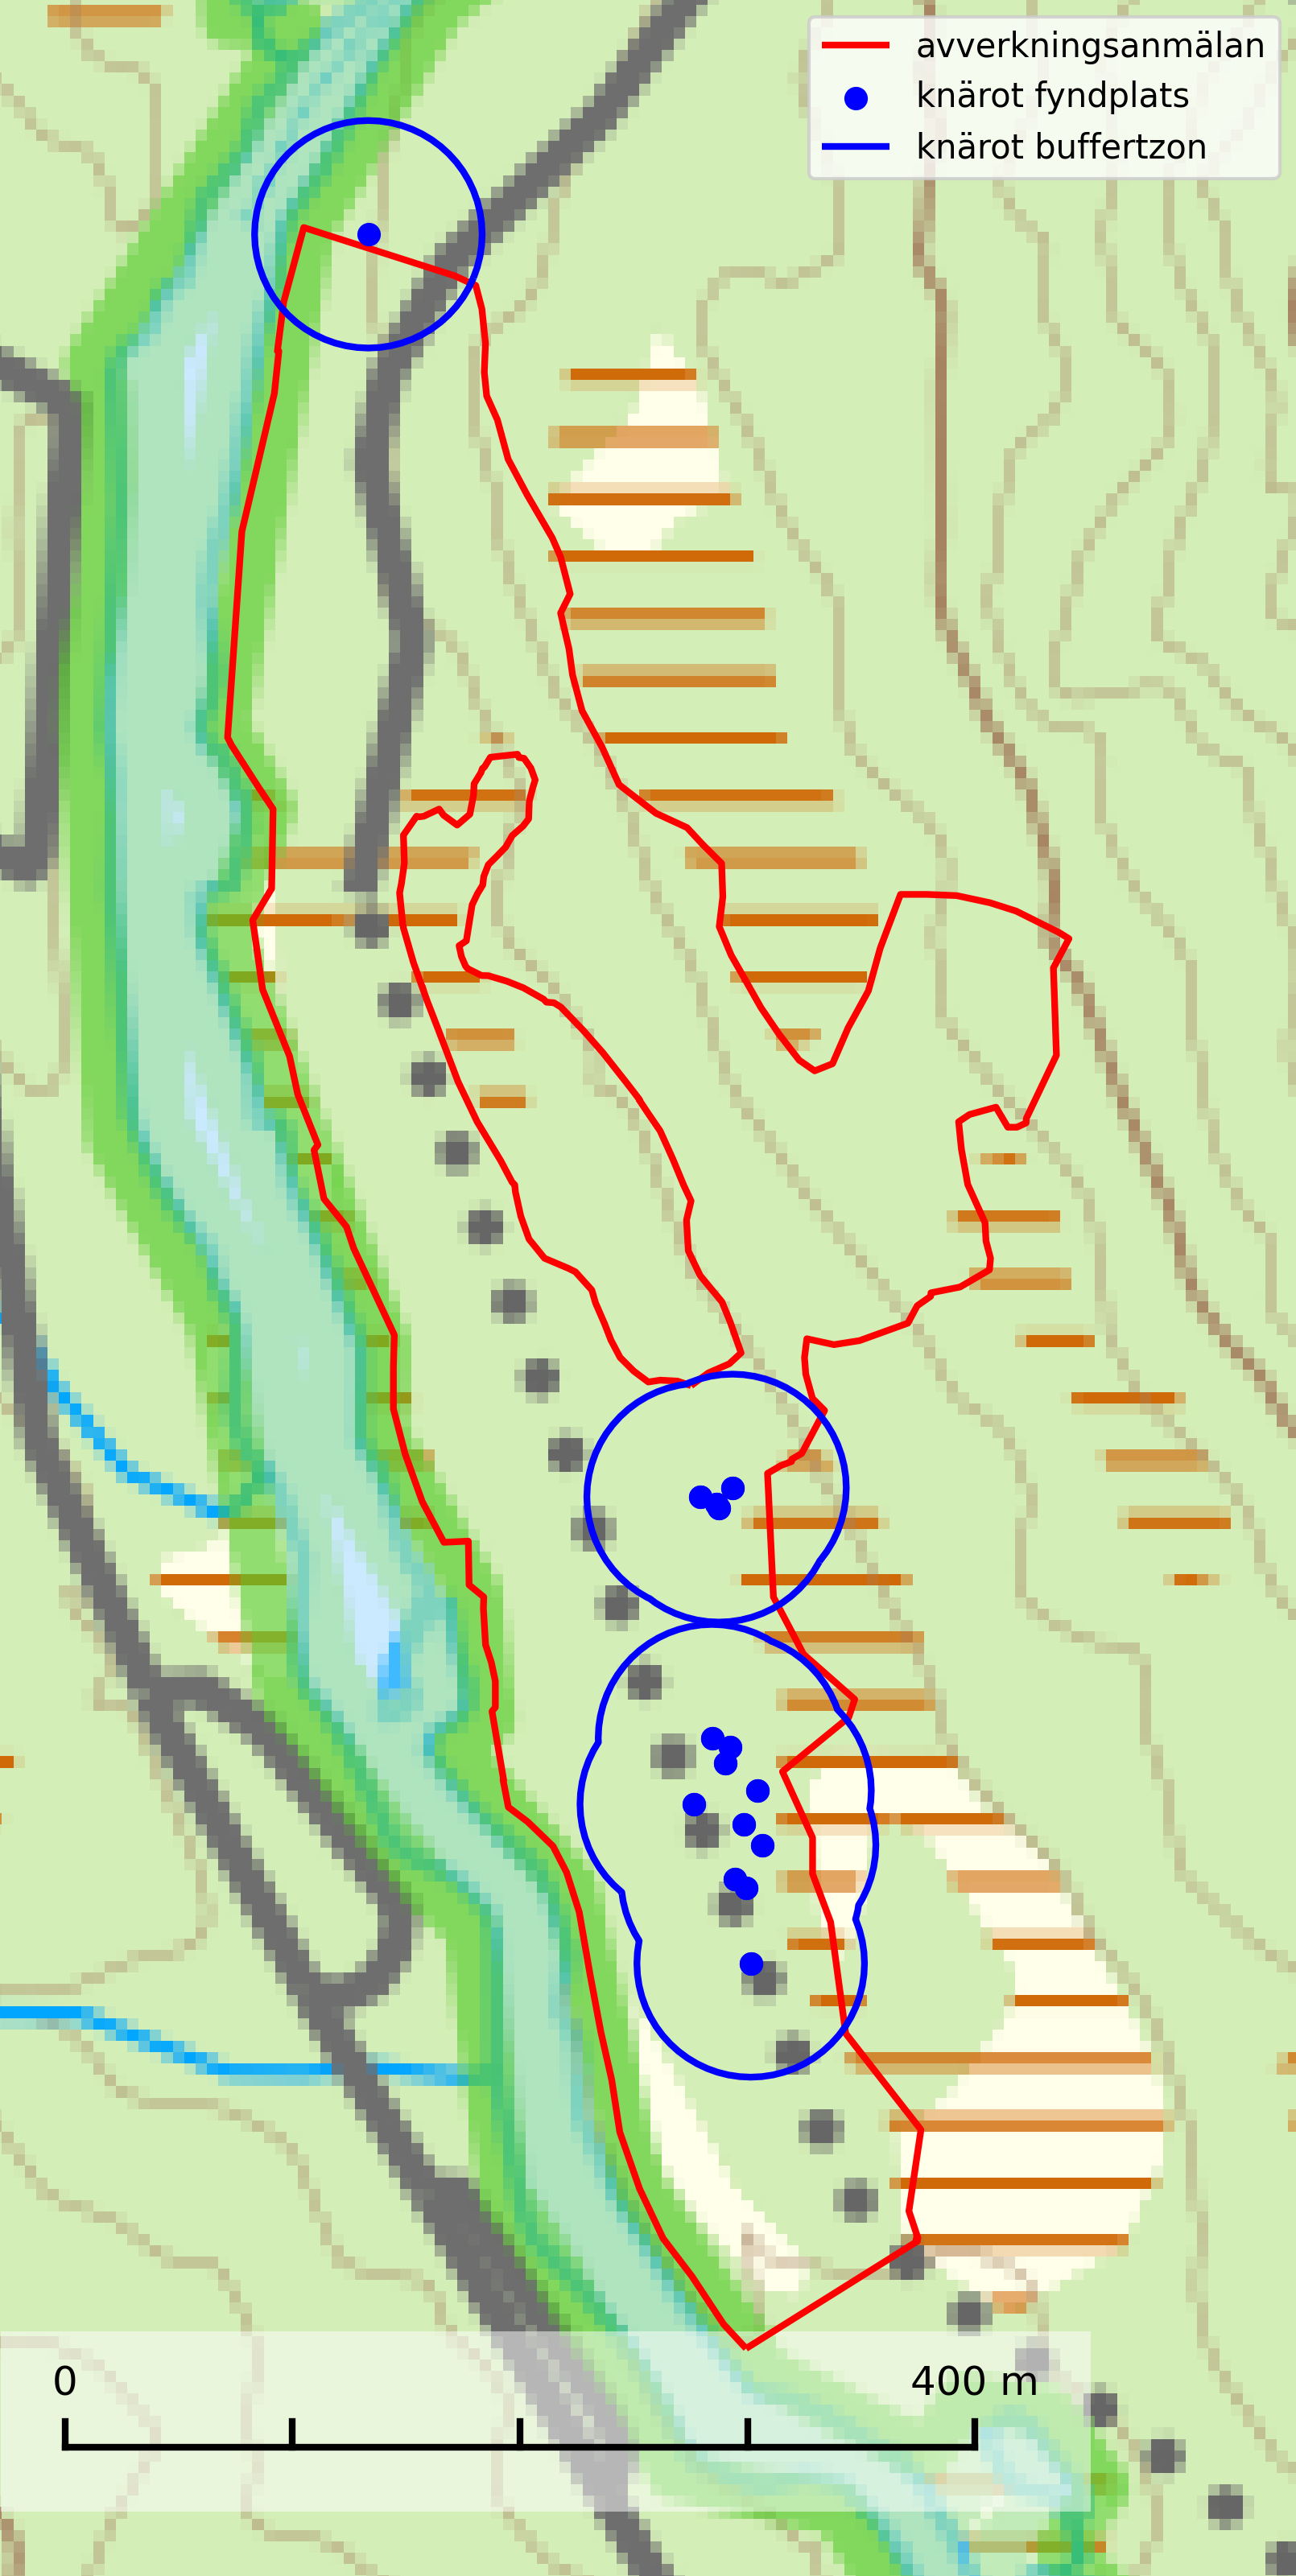 avverkningsanmälan
knärot fyndplats
knärot buffertzon
0 400 m